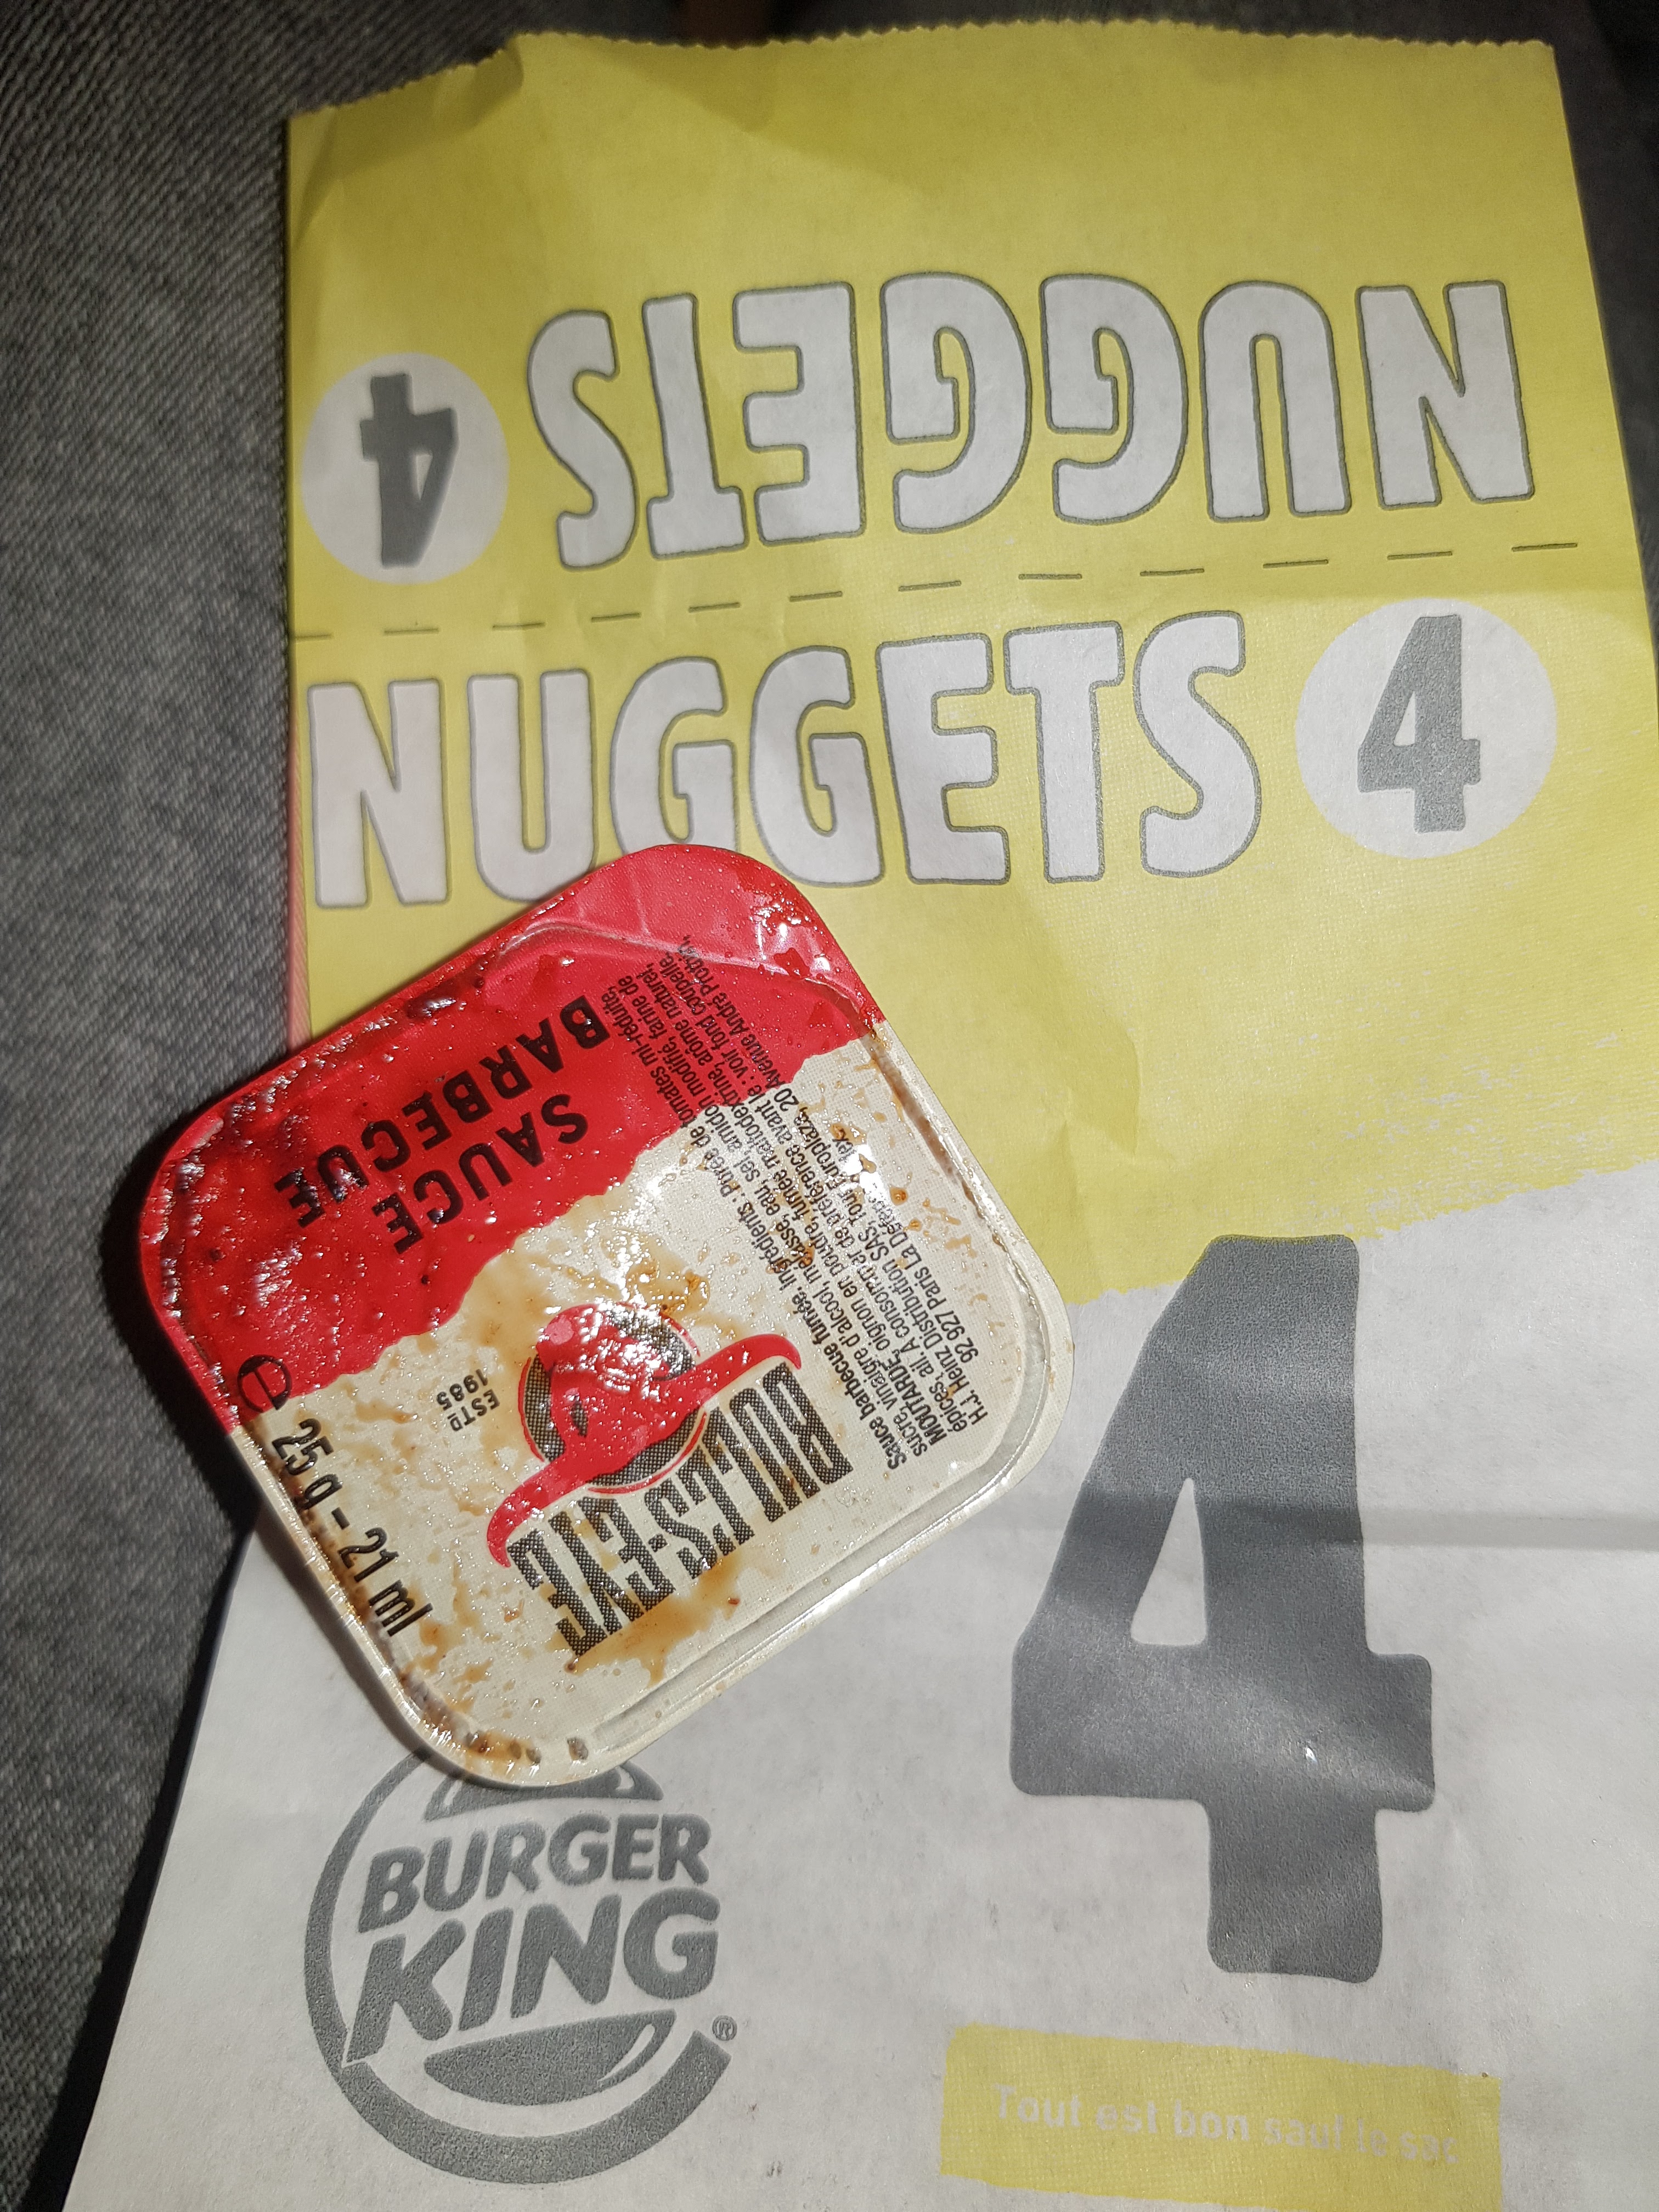 NUGGETS 4
NUGGETS 4
SAUCE
BARBECUE
ESTD
1985
BULL'S-EYE
℮ 25 g – 21 ml
Sauce barbecue fumée. Ingrédients : Purée de tomates mi-réduite,
sucre, vinaigre d'alcool, mélasse, eau, sel, amidon modifié, farine de
MOUTARDE, oignon en poudre, fumée maltodextrine, arôme naturel,
épices, ail. A consommer de préférence avant le : voir fond coupelle.
H.J. Heinz Distribution SAS, Tour Europlaza, 20 Avenue André Prothin,
92 927 Paris La Défense
4
BURGER
KING®
Tout est bon sauf le sac